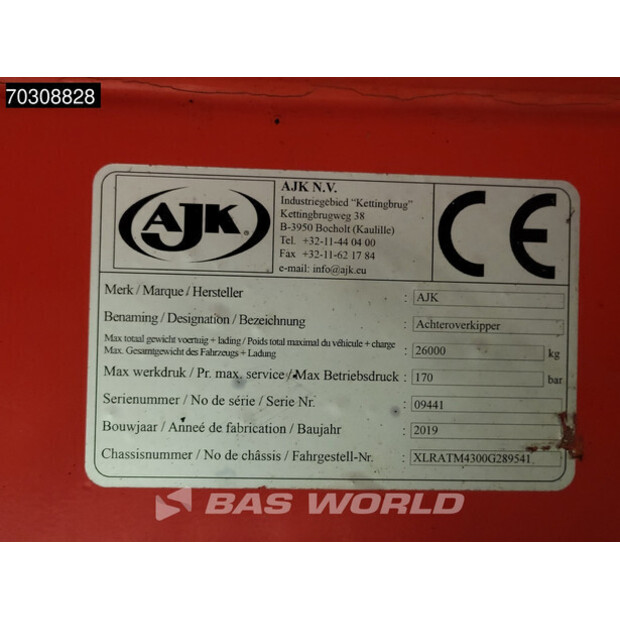 70308828
AJK®
AJK N.V.
Industriegebied "Kettingbrug"
Kettingbrugweg 38
B-3950 Bocholt (Kaulille)
Tel. +32-11-44 04 00
Fax +32-11-62 17 84
e-mail: info@ajk.eu
CE
Merk / Marque / Hersteller : AJK
Benaming / Designation / Bezeichnung : Achteroverkipper
Max totaal gewicht voertuig + lading / Poids total maximal du véhicule + charge
Max. Gesamtgewicht des Fahrzeugs + Ladung : 26000 kg
Max werkdruk / Pr. max. service / Max Betriebsdruck : 170 bar
Serienummer / No de série / Serie Nr. : 09441
Bouwjaar / Anneé de fabrication / Baujahr : 2019
Chassisnummer / No de châssis / Fahrgestell-Nr. : XLRATM4300G289541
BAS WORLD